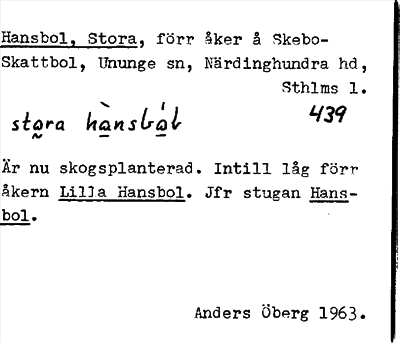 Hansbol, Stora, förr åker å Skebo-
Skattbol, Ununge sn, Närdinghundra hd,
Sthlms l.
stora hànsbol 439
Är nu skogsplanterad. Intill låg förr
åkern Lilla Hansbol. Jfr stugan Hans-
bol.
Anders Öberg 1963.